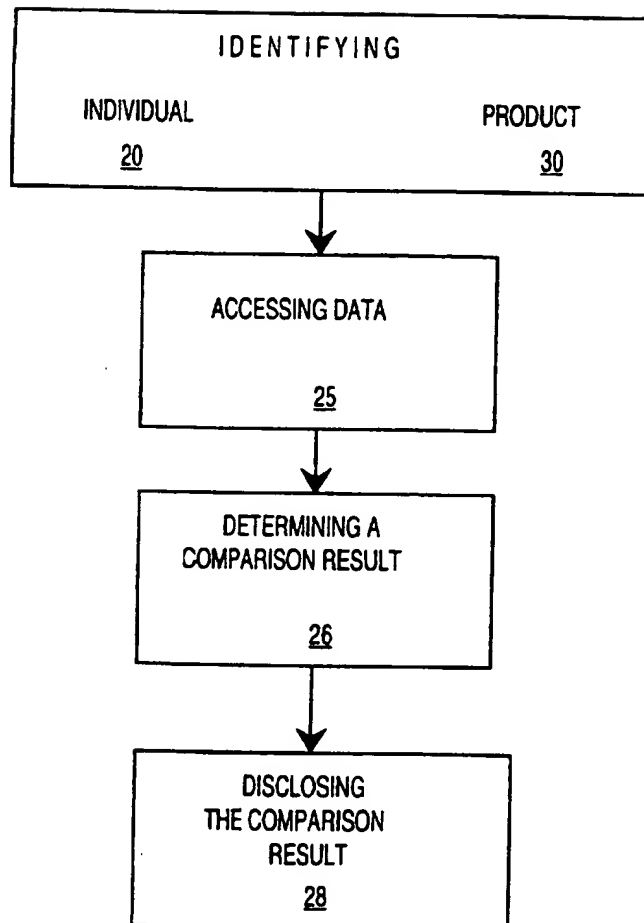 IDENTIFYING
INDIVIDUAL PRODUCT
20 30
ACCESSING DATA
25
DETERMINING A
COMPARISON RESULT
26
DISCLOSING
THE COMPARISON
RESULT
28